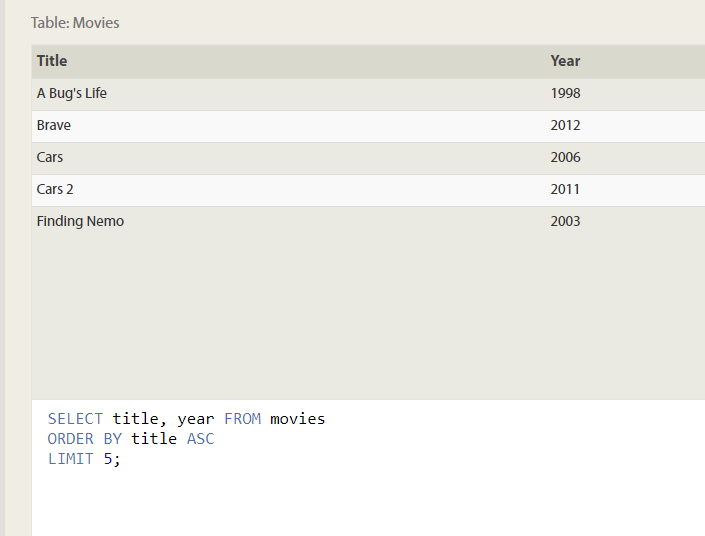 Table: Movies
Title Year
A Bug's Life 1998
Brave 2012
Cars 2006
Cars 2 2011
Finding Nemo 2003
SELECT title, year FROM movies
ORDER BY title ASC
LIMIT 5;